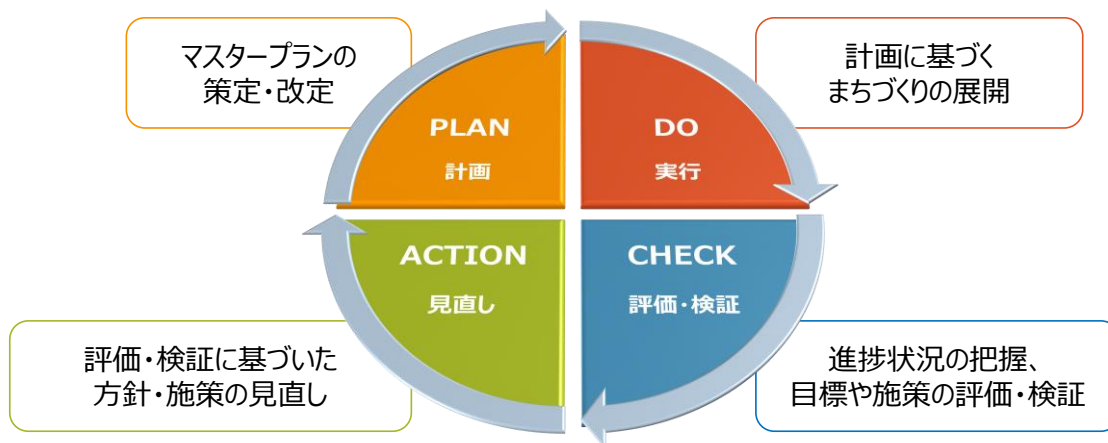 マスタープランの
策定・改定
PLAN
計画
DO
実行
計画に基づく
まちづくりの展開
ACTION
見直し
CHECK
評価・検証
評価・検証に基づいた
方針・施策の見直し
進捗状況の把握、
目標や施策の評価・検証